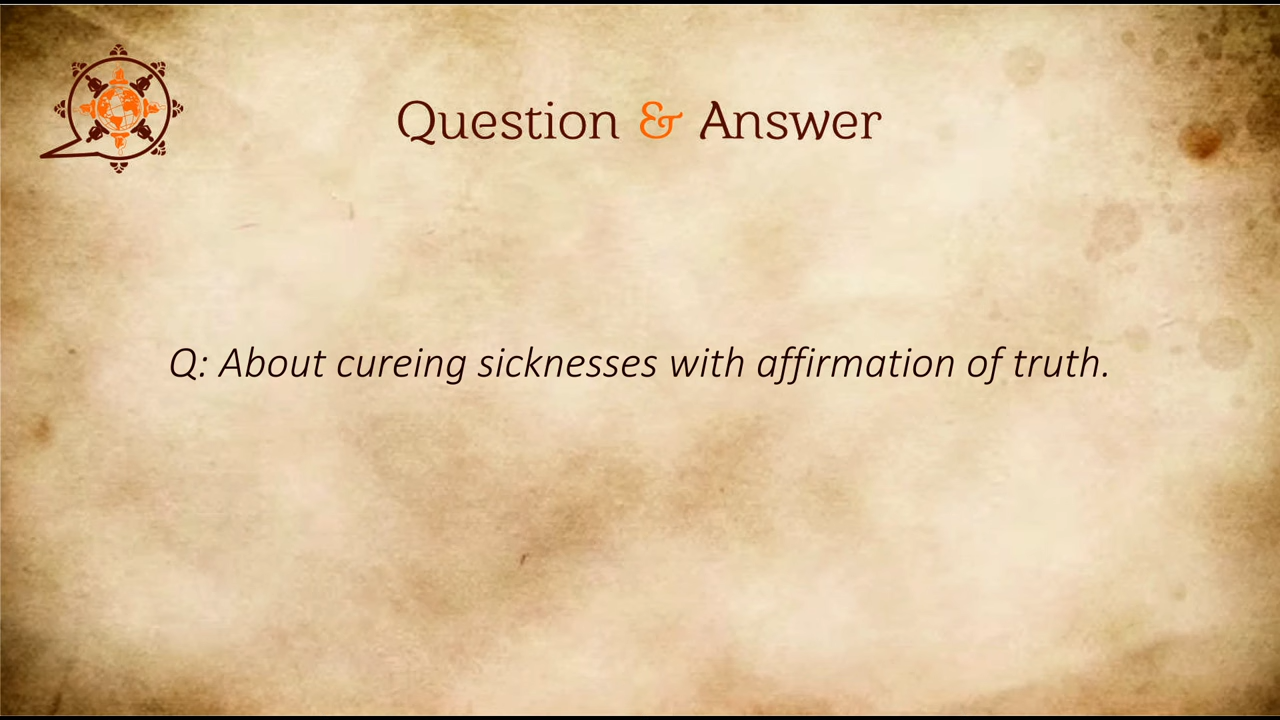 Question & Answer
Q: About cureing sicknesses with affirmation of truth.